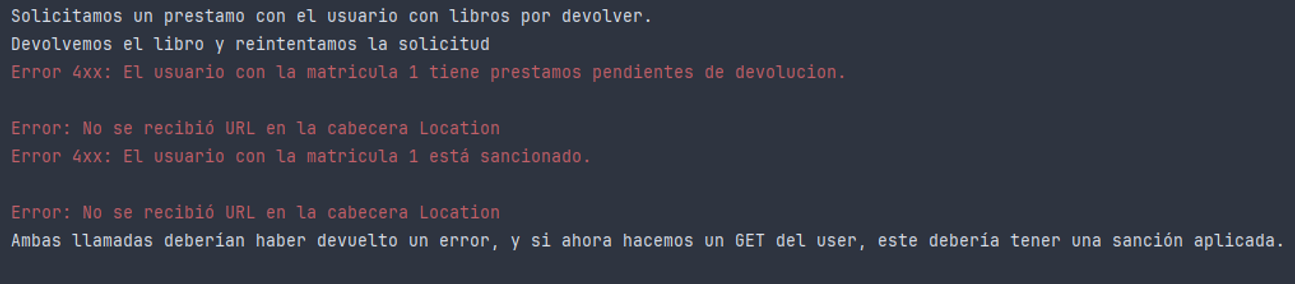 Solicitamos un prestamo con el usuario con libros por devolver.
Devolvemos el libro y reintentamos la solicitud
Error 4xx: El usuario con la matricula 1 tiene prestamos pendientes de devolucion.
Error: No se recibió URL en la cabecera Location
Error 4xx: El usuario con la matricula 1 está sancionado.
Error: No se recibió URL en la cabecera Location
Ambas llamadas deberían haber devuelto un error, y si ahora hacemos un GET del user, este debería tener una sanción aplicada.